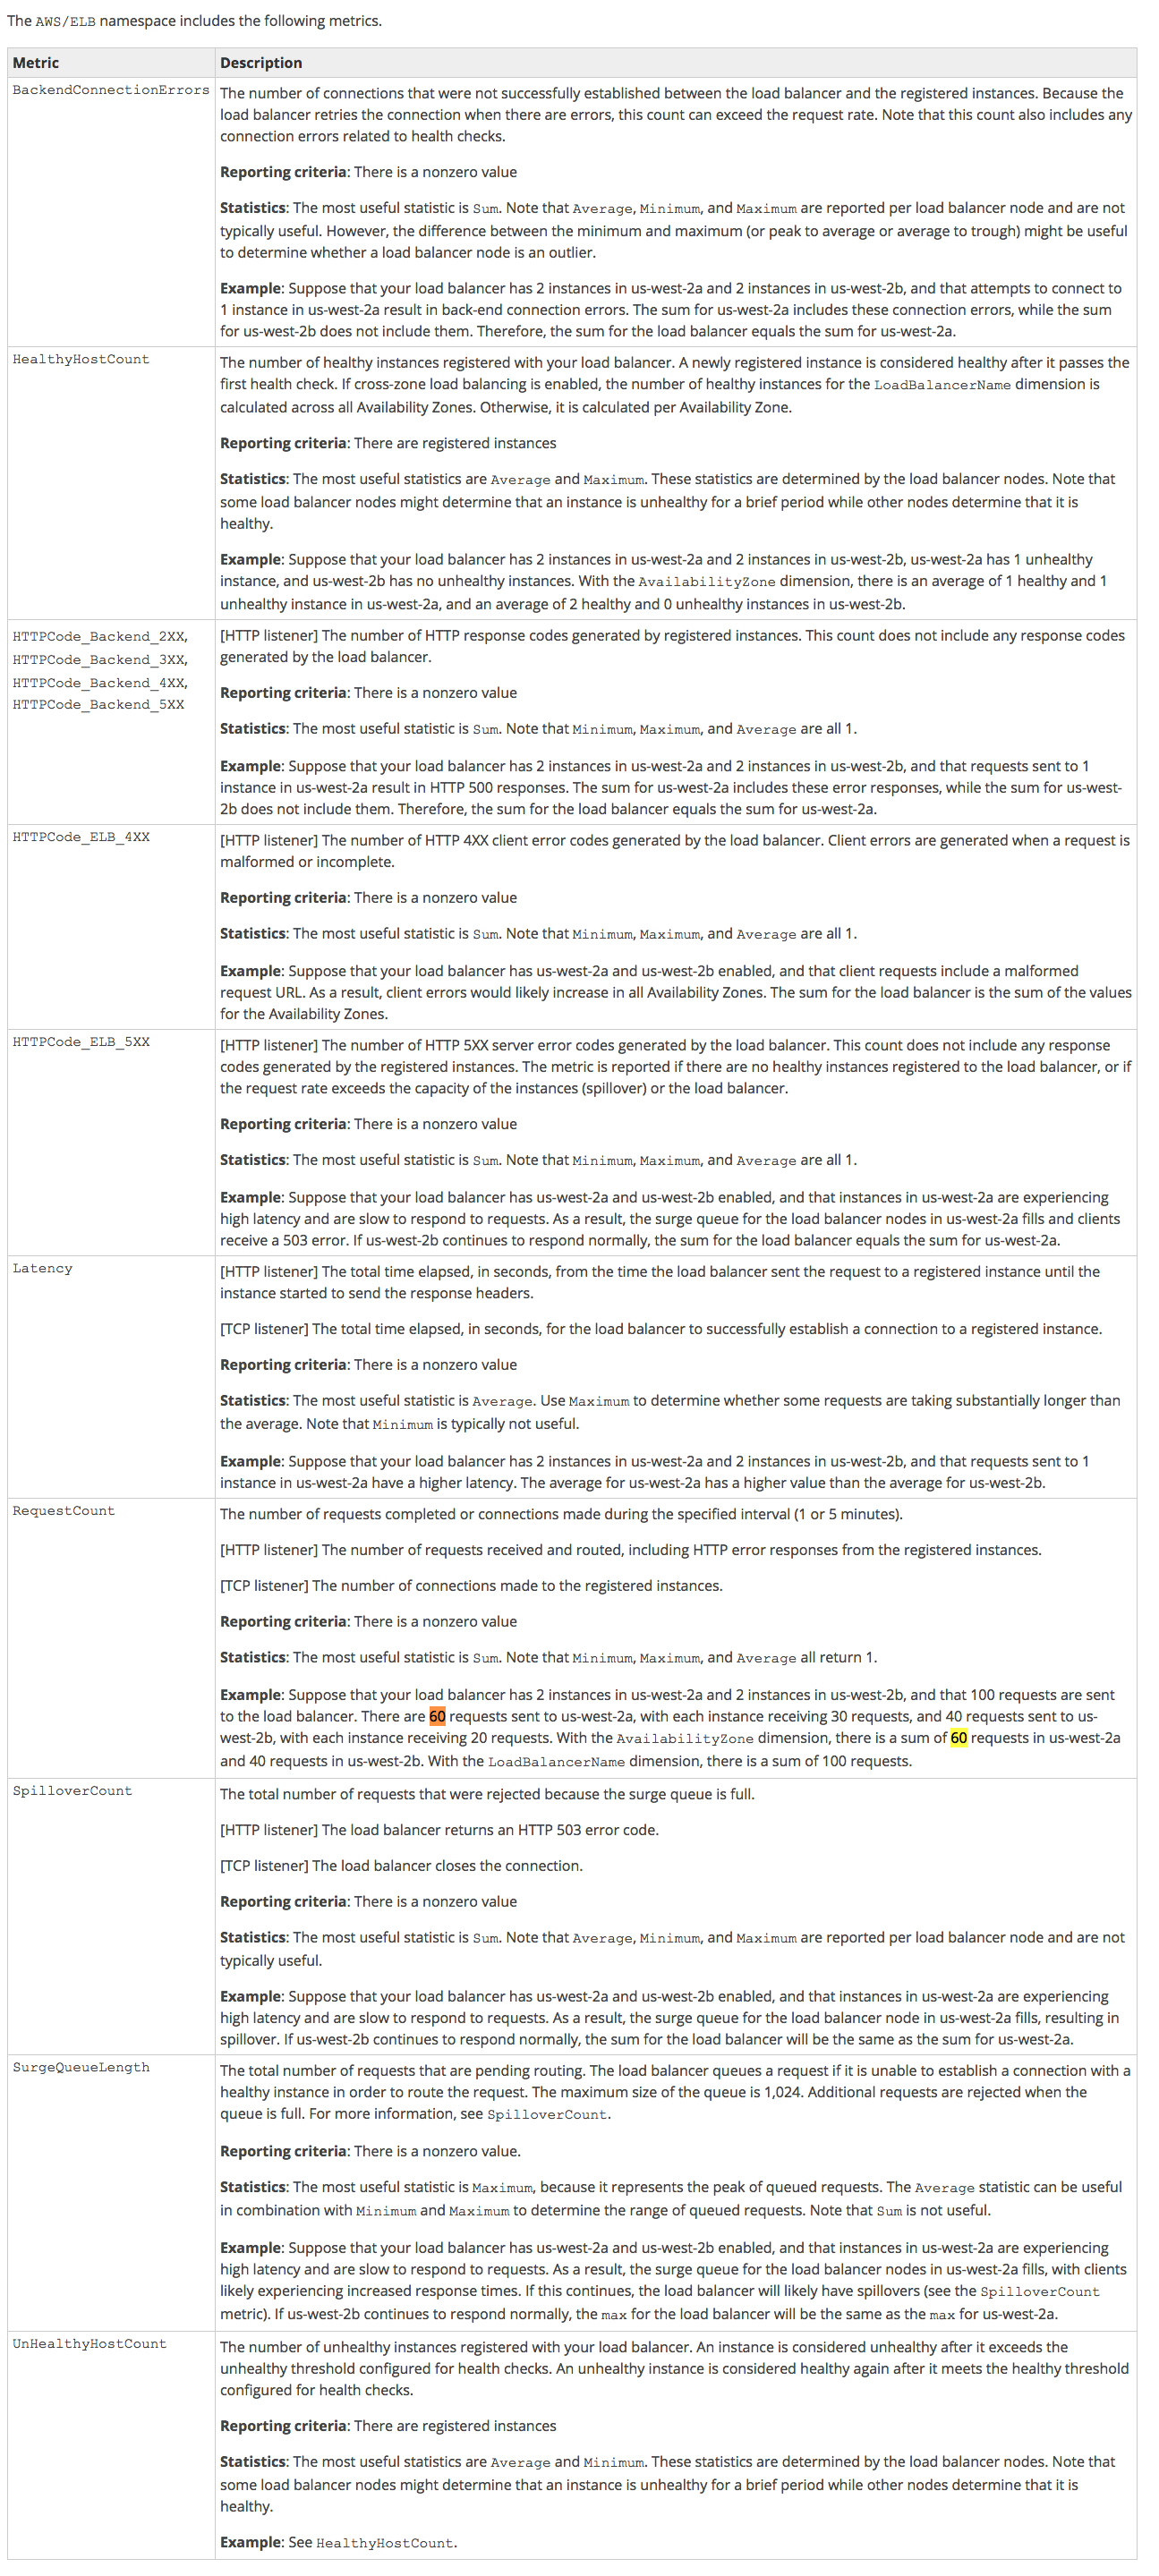 The AWS/ELB namespace includes the following metrics.
Metric
Description
BackendConnectionErrors
The number of connections that were not successfully established between the load balancer and the registered instances. Because the
load balancer retries the connection when there are errors, this count can exceed the request rate. Note that this count also includes any
connection errors related to health checks.
Reporting criteria: There is a nonzero value
Statistics: The most useful statistic is Sum. Note that Average, Minimum, and Maximum are reported per load balancer node and are not
typically useful. However, the difference between the minimum and maximum (or peak to average or average to trough) might be useful
to determine whether a load balancer node is an outlier.
Example: Suppose that your load balancer has 2 instances in us-west-2a and 2 instances in us-west-2b, and that attempts to connect to
1 instance in us-west-2a result in back-end connection errors. The sum for us-west-2a includes these connection errors, while the sum
for us-west-2b does not include them. Therefore, the sum for the load balancer equals the sum for us-west-2a.
HealthyHostCount
The number of healthy instances registered with your load balancer. A newly registered instance is considered healthy after it passes the
first health check. If cross-zone load balancing is enabled, the number of healthy instances for the LoadBalancerName dimension is
calculated across all Availability Zones. Otherwise, it is calculated per Availability Zone.
Reporting criteria: There are registered instances
Statistics: The most useful statistics are Average and Maximum. These statistics are determined by the load balancer nodes. Note that
some load balancer nodes might determine that an instance is unhealthy for a brief period while other nodes determine that it is
healthy.
Example: Suppose that your load balancer has 2 instances in us-west-2a and 2 instances in us-west-2b, us-west-2a has 1 unhealthy
instance, and us-west-2b has no unhealthy instances. With the AvailabilityZone dimension, there is an average of 1 healthy and 1
unhealthy instance in us-west-2a, and an average of 2 healthy and 0 unhealthy instances in us-west-2b.
HTTPCode_Backend_2XX,
HTTPCode_Backend_3XX,
HTTPCode_Backend_4XX,
HTTPCode_Backend_5XX
[HTTP listener] The number of HTTP response codes generated by registered instances. This count does not include any response codes
generated by the load balancer.
Reporting criteria: There is a nonzero value
Statistics: The most useful statistic is Sum. Note that Minimum, Maximum, and Average are all 1.
Example: Suppose that your load balancer has 2 instances in us-west-2a and 2 instances in us-west-2b, and that requests sent to 1
instance in us-west-2a result in HTTP 500 responses. The sum for us-west-2a includes these error responses, while the sum for us-west-
2b does not include them. Therefore, the sum for the load balancer equals the sum for us-west-2a.
HTTPCode_ELB_4XX
[HTTP listener] The number of HTTP 4XX client error codes generated by the load balancer. Client errors are generated when a request is
malformed or incomplete.
Reporting criteria: There is a nonzero value
Statistics: The most useful statistic is Sum. Note that Minimum, Maximum, and Average are all 1.
Example: Suppose that your load balancer has us-west-2a and us-west-2b enabled, and that client requests include a malformed
request URL. As a result, client errors would likely increase in all Availability Zones. The sum for the load balancer is the sum of the values
for the Availability Zones.
HTTPCode_ELB_5XX
[HTTP listener] The number of HTTP 5XX server error codes generated by the load balancer. This count does not include any response
codes generated by the registered instances. The metric is reported if there are no healthy instances registered to the load balancer, or if
the request rate exceeds the capacity of the instances (spillover) or the load balancer.
Reporting criteria: There is a nonzero value
Statistics: The most useful statistic is Sum. Note that Minimum, Maximum, and Average are all 1.
Example: Suppose that your load balancer has us-west-2a and us-west-2b enabled, and that instances in us-west-2a are experiencing
high latency and are slow to respond to requests. As a result, the surge queue for the load balancer nodes in us-west-2a fills and clients
receive a 503 error. If us-west-2b continues to respond normally, the sum for the load balancer equals the sum for us-west-2a.
Latency
[HTTP listener] The total time elapsed, in seconds, from the time the load balancer sent the request to a registered instance until the
instance started to send the response headers.
[TCP listener] The total time elapsed, in seconds, for the load balancer to successfully establish a connection to a registered instance.
Reporting criteria: There is a nonzero value
Statistics: The most useful statistic is Average. Use Maximum to determine whether some requests are taking substantially longer than
the average. Note that Minimum is typically not useful.
Example: Suppose that your load balancer has 2 instances in us-west-2a and 2 instances in us-west-2b, and that requests sent to 1
instance in us-west-2a have a higher latency. The average for us-west-2a has a higher value than the average for us-west-2b.
RequestCount
The number of requests completed or connections made during the specified interval (1 or 5 minutes).
[HTTP listener] The number of requests received and routed, including HTTP error responses from the registered instances.
[TCP listener] The number of connections made to the registered instances.
Reporting criteria: There is a nonzero value
Statistics: The most useful statistic is Sum. Note that Minimum, Maximum, and Average all return 1.
Example: Suppose that your load balancer has 2 instances in us-west-2a and 2 instances in us-west-2b, and that 100 requests are sent
to the load balancer. There are 60 requests sent to us-west-2a, with each instance receiving 30 requests, and 40 requests sent to us-
west-2b, with each instance receiving 20 requests. With the AvailabilityZone dimension, there is a sum of 60 requests in us-west-2a
and 40 requests in us-west-2b. With the LoadBalancerName dimension, there is a sum of 100 requests.
SpilloverCount
The total number of requests that were rejected because the surge queue is full.
[HTTP listener] The load balancer returns an HTTP 503 error code.
[TCP listener] The load balancer closes the connection.
Reporting criteria: There is a nonzero value
Statistics: The most useful statistic is Sum. Note that Average, Minimum, and Maximum are reported per load balancer node and are not
typically useful.
Example: Suppose that your load balancer has us-west-2a and us-west-2b enabled, and that instances in us-west-2a are experiencing
high latency and are slow to respond to requests. As a result, the surge queue for the load balancer node in us-west-2a fills, resulting in
spillover. If us-west-2b continues to respond normally, the sum for the load balancer will be the same as the sum for us-west-2a.
SurgeQueueLength
The total number of requests that are pending routing. The load balancer queues a request if it is unable to establish a connection with a
healthy instance in order to route the request. The maximum size of the queue is 1,024. Additional requests are rejected when the
queue is full. For more information, see SpilloverCount.
Reporting criteria: There is a nonzero value.
Statistics: The most useful statistic is Maximum, because it represents the peak of queued requests. The Average statistic can be useful
in combination with Minimum and Maximum to determine the range of queued requests. Note that Sum is not useful.
Example: Suppose that your load balancer has us-west-2a and us-west-2b enabled, and that instances in us-west-2a are experiencing
high latency and are slow to respond to requests. As a result, the surge queue for the load balancer nodes in us-west-2a fills, with clients
likely experiencing increased response times. If this continues, the load balancer will likely have spillovers (see the SpilloverCount
metric). If us-west-2b continues to respond normally, the max for the load balancer will be the same as the max for us-west-2a.
UnHealthyHostCount
The number of unhealthy instances registered with your load balancer. An instance is considered unhealthy after it exceeds the
unhealthy threshold configured for health checks. An unhealthy instance is considered healthy again after it meets the healthy threshold
configured for health checks.
Reporting criteria: There are registered instances
Statistics: The most useful statistics are Average and Minimum. These statistics are determined by the load balancer nodes. Note that
some load balancer nodes might determine that an instance is unhealthy for a brief period while other nodes determine that it is
healthy.
Example: See HealthyHostCount.